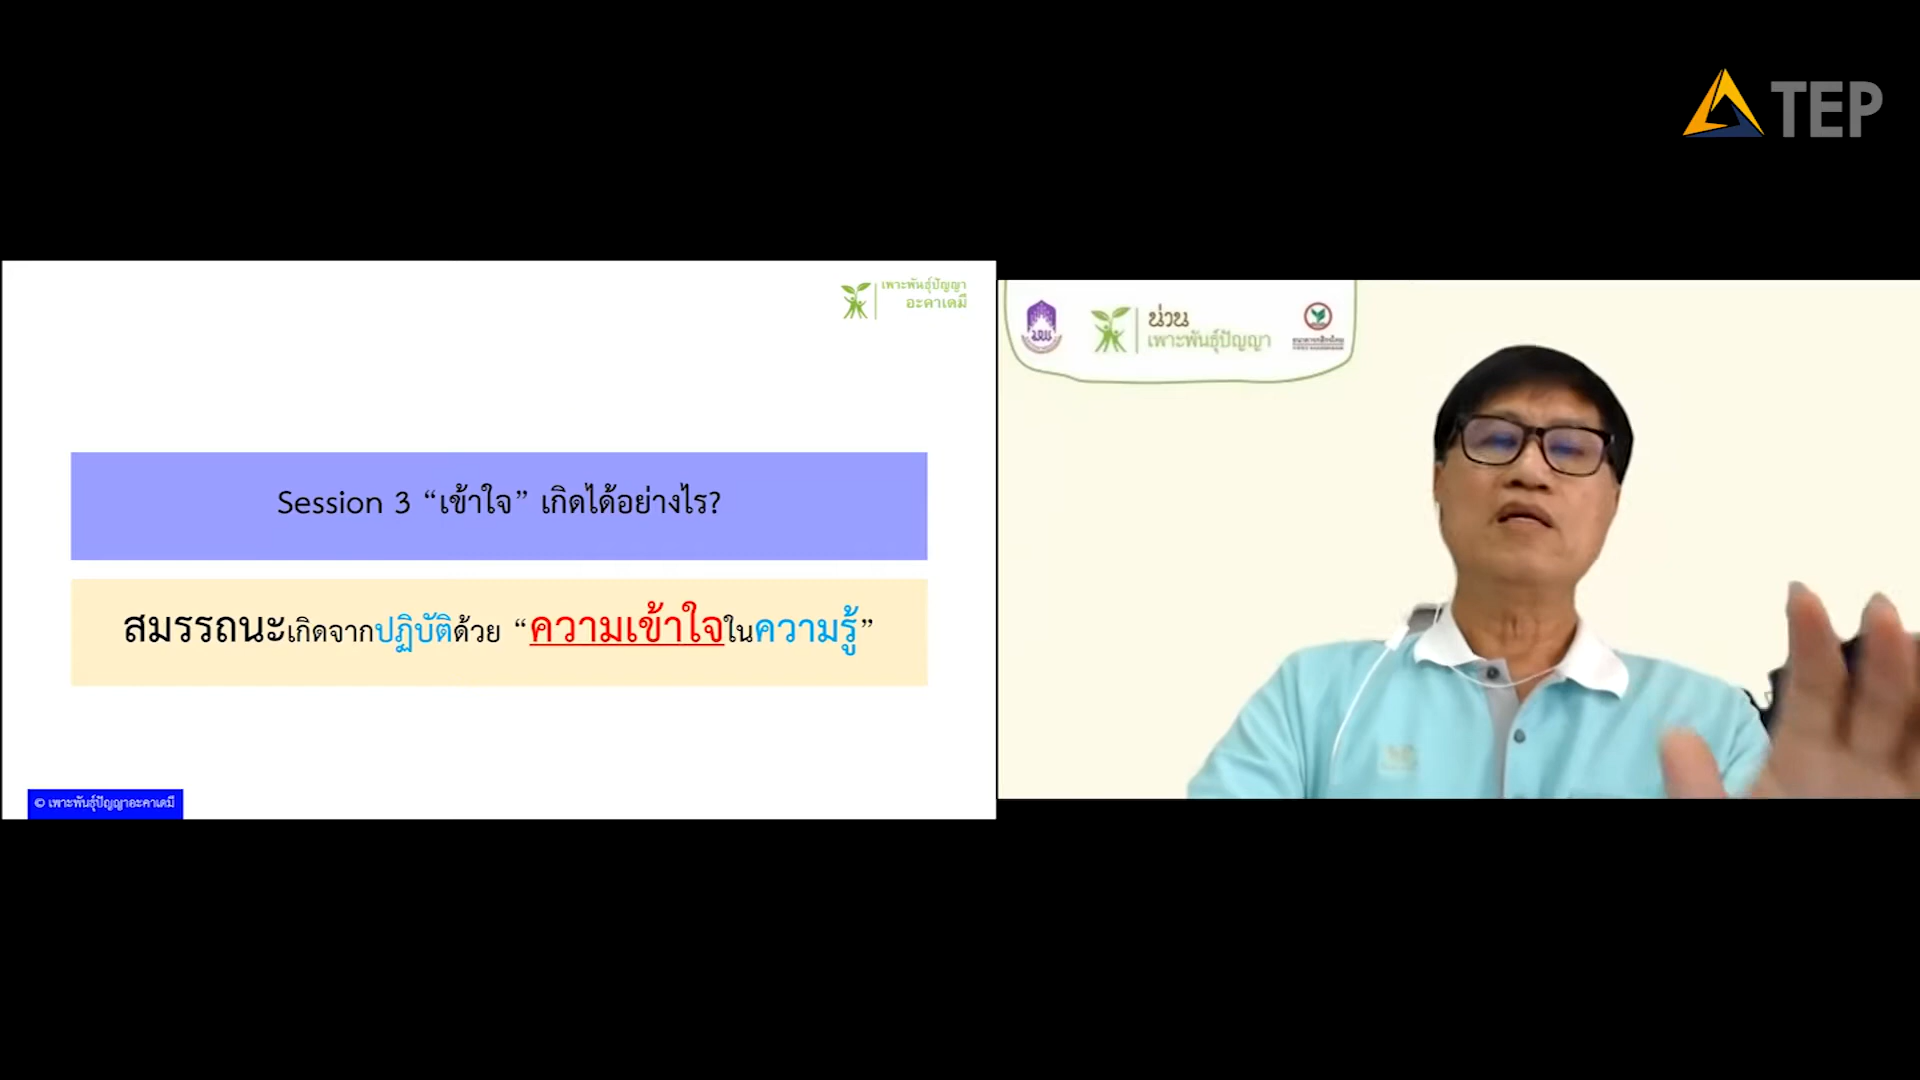 TEP
เพาะพันธุ์ปัญญา
อะคาเดมี
น่าน
เพาะพันธุ์ปัญญา
Session 3 “เข้าใจ” เกิดได้อย่างไร?
สมรรถนะเกิดจากปฏิบัติด้วย “ความเข้าใจในความรู้”
© เพาะพันธุ์ปัญญาอะคาเดมี